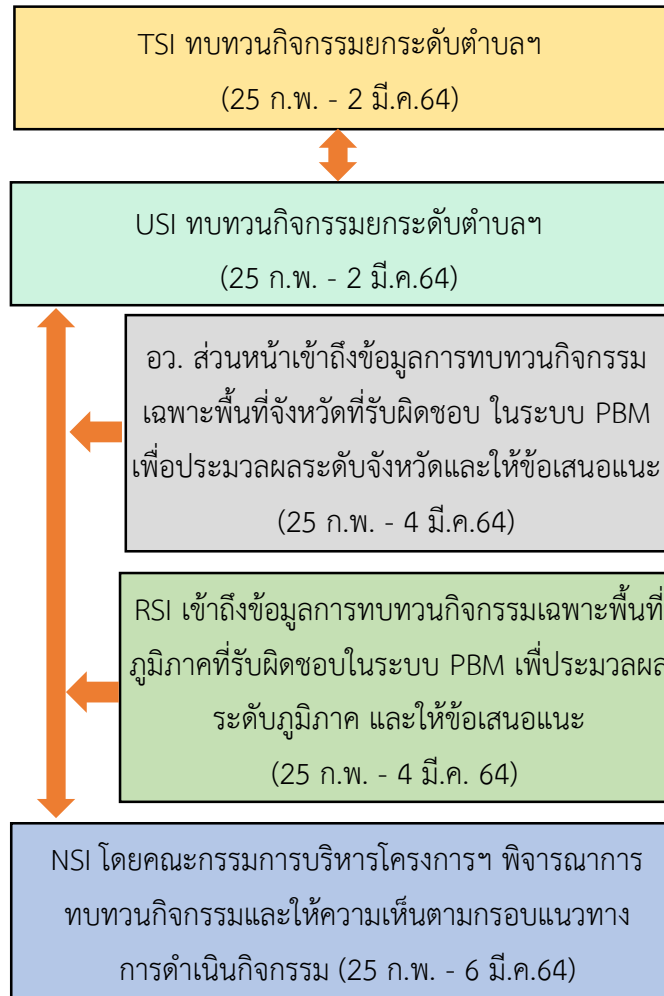 TSI ทบทวนกิจกรรมยกระดับตำบลฯ
(25 ก.พ. - 2 มี.ค.64)
USI ทบทวนกิจกรรมยกระดับตำบลฯ
(25 ก.พ. - 2 มี.ค.64)
อว. ส่วนหน้าเข้าถึงข้อมูลการทบทวนกิจกรรม
เฉพาะพื้นที่จังหวัดที่รับผิดชอบ ในระบบ PBM
เพื่อประมวลผลระดับจังหวัดและให้ข้อเสนอแนะ
(25 ก.พ. - 4 มี.ค.64)
RSI เข้าถึงข้อมูลการทบทวนกิจกรรมเฉพาะพื้นที่
ภูมิภาคที่รับผิดชอบในระบบ PBM เพื่ประมวลผล
ระดับภูมิภาค และให้ข้อเสนอแนะ
(25 ก.พ. - 4 มี.ค. 64)
NSI โดยคณะกรรมการบริหารโครงการฯ พิจารณาการ
ทบทวนกิจกรรมและให้ความเห็นตามกรอบแนวทาง
การดำเนินกิจกรรม (25 ก.พ. - 6 มี.ค.64)